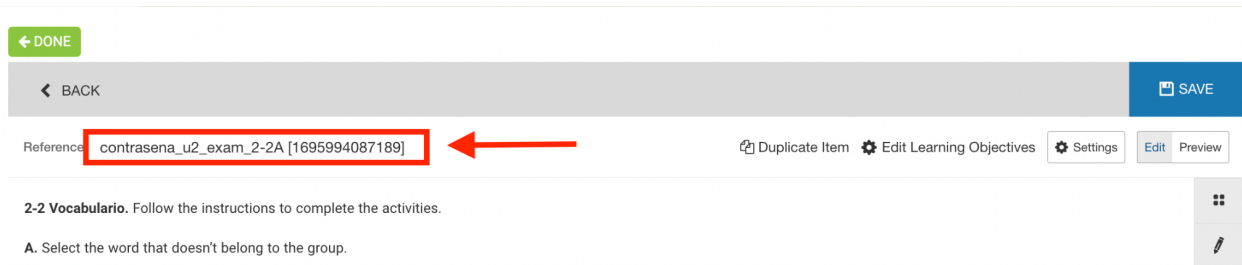 DONE
BACK
SAVE
Reference
contrasena_u2_exam_2-2A [1695994087189]
Duplicate Item
Edit Learning Objectives
Settings
Edit
Preview
2-2 Vocabulario. Follow the instructions to complete the activities.
A. Select the word that doesn't belong to the group.